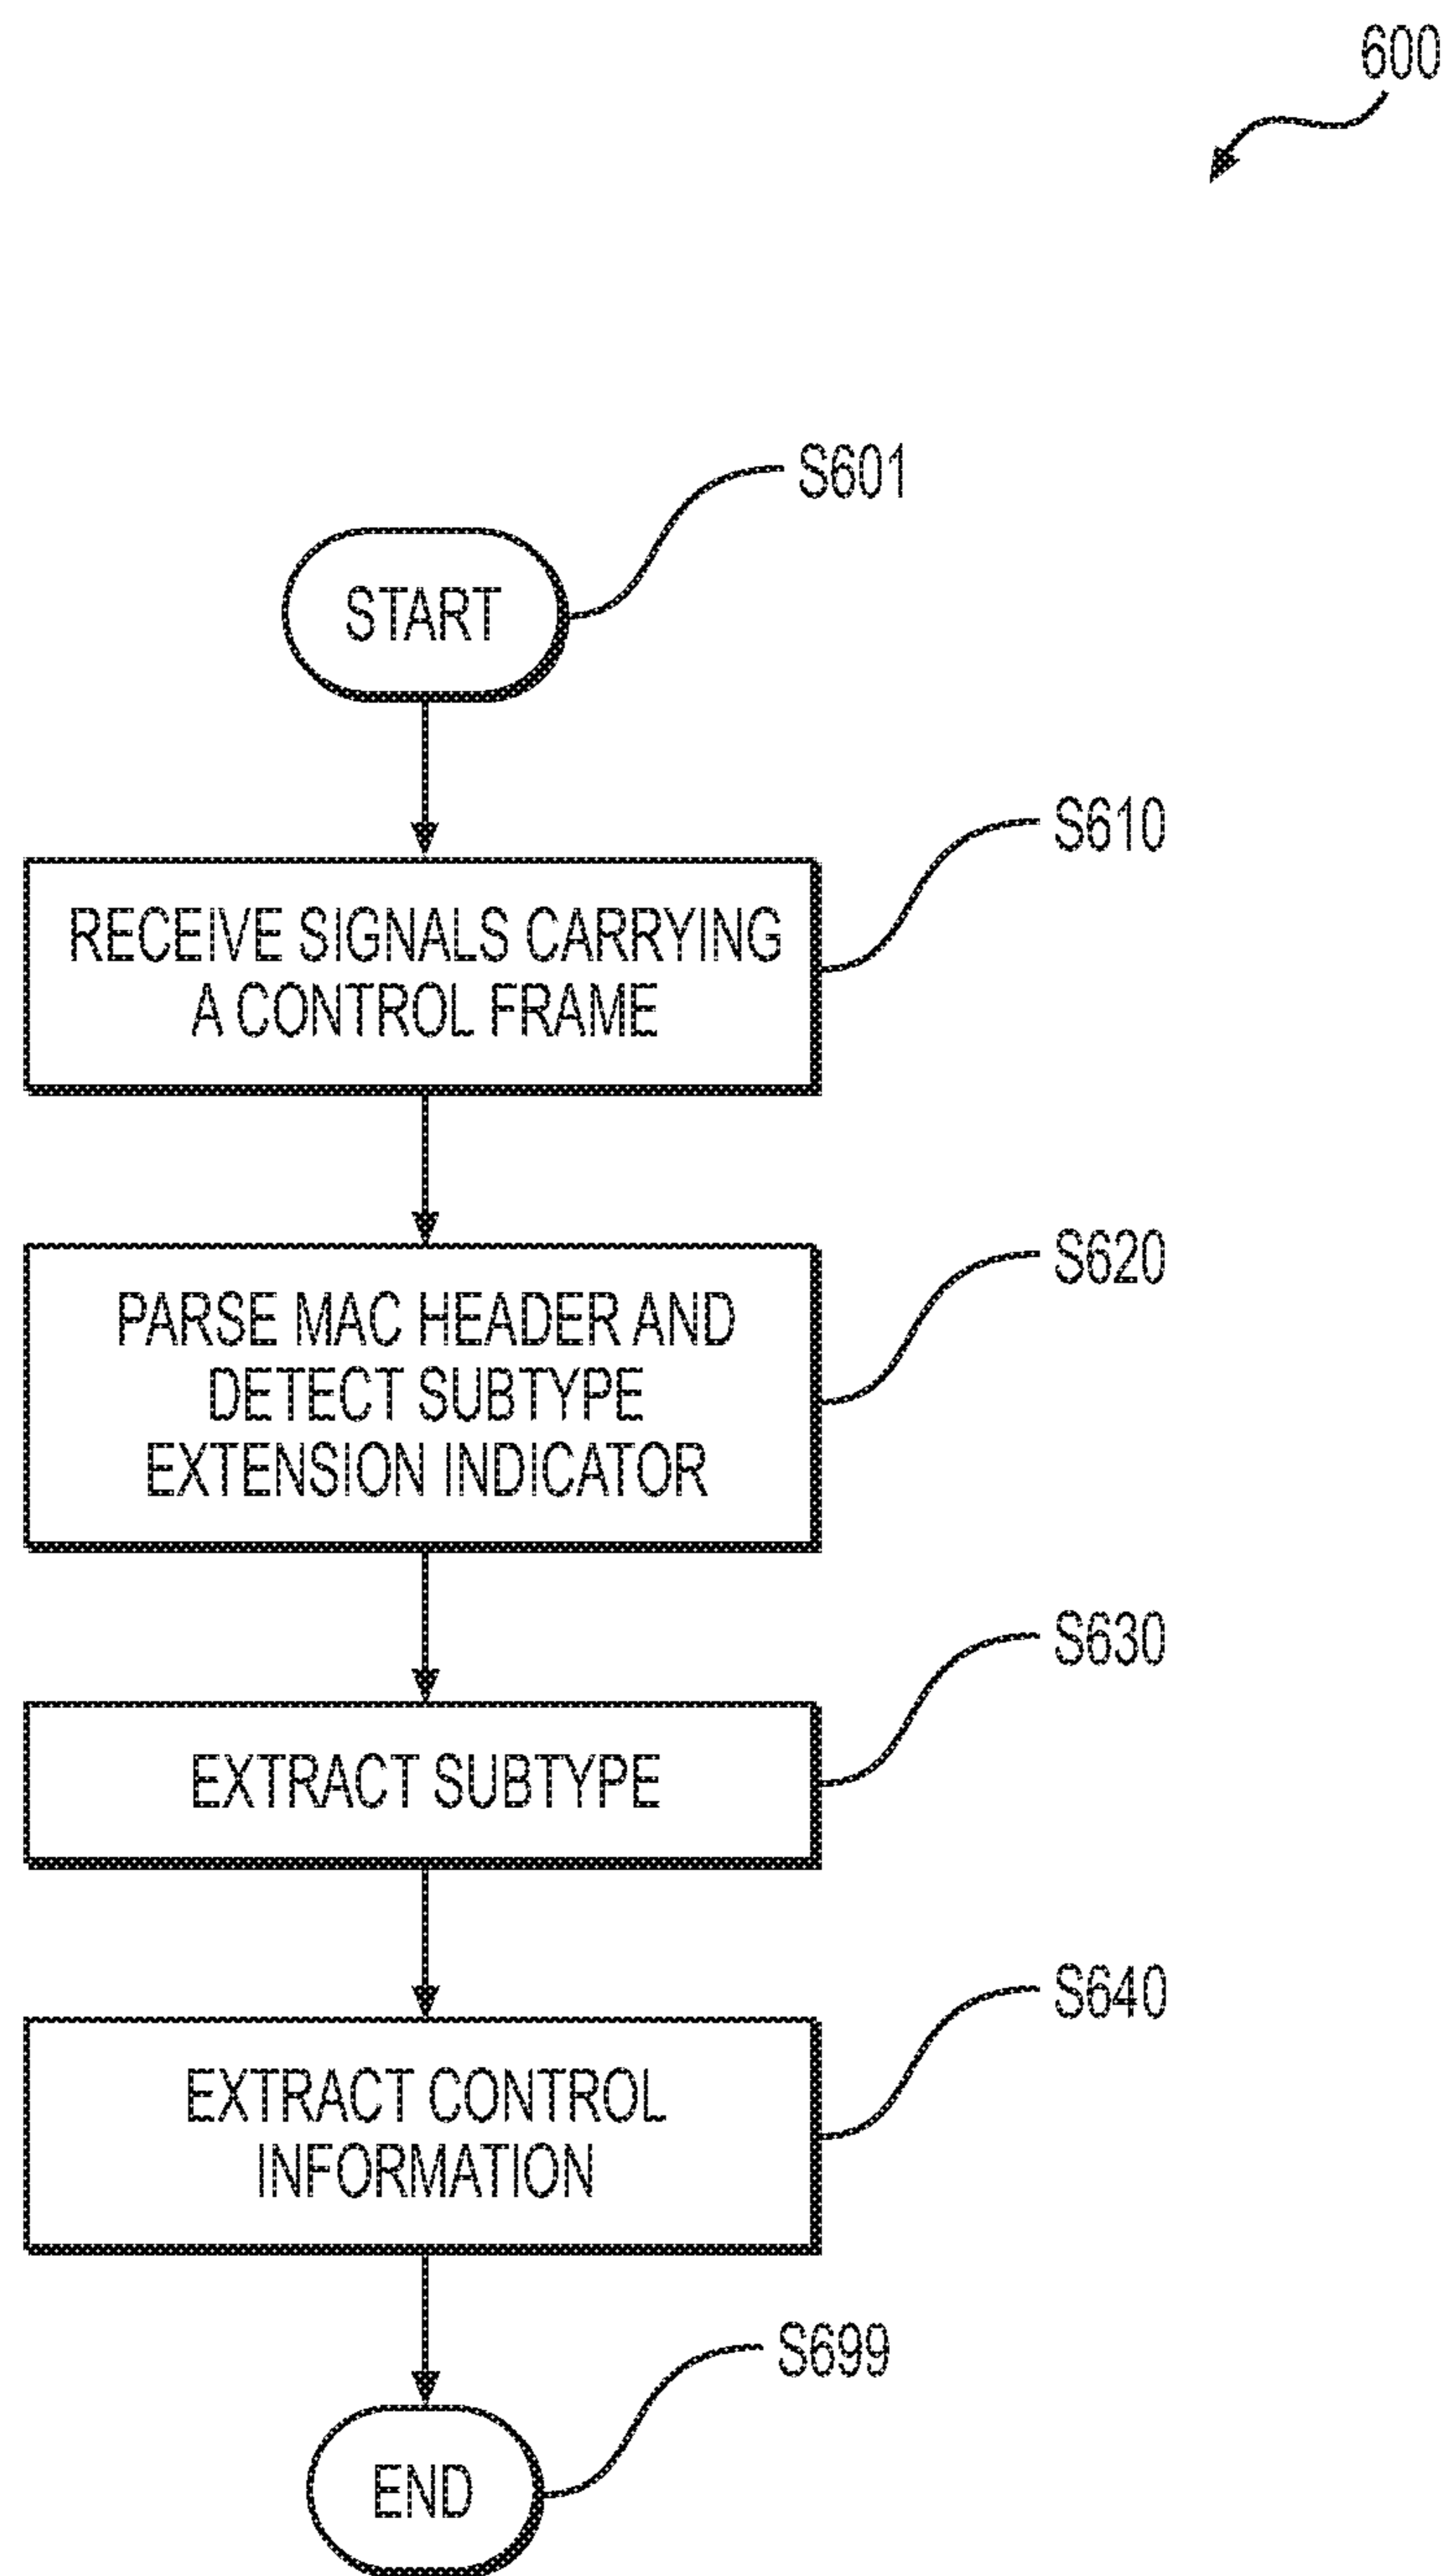 600
S601
START
S610
RECEIVE SIGNALS CARRYING
A CONTROL FRAME
S620
PARSE MAC HEADER AND
DETECT SUBTYPE
EXTENSION INDICATOR
S630
EXTRACT SUBTYPE
S640
EXTRACT CONTROL
INFORMATION
S699
END